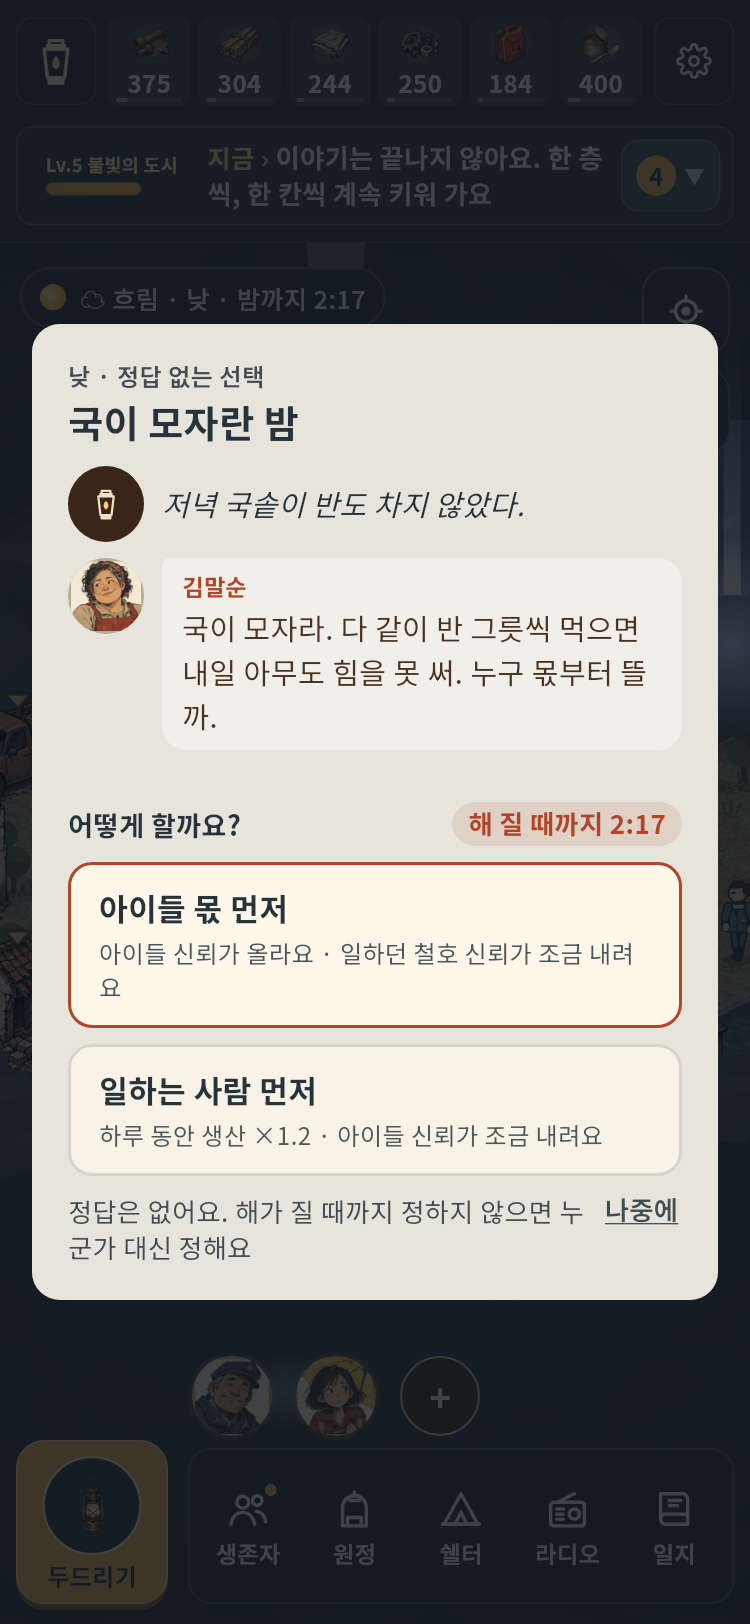 375 304 244 250 184 400
Lv.5 불빛의 도시
지금 › 이야기는 끝나지 않아요. 한 층
씩, 한 칸씩 계속 키워 가요
4
흐림 · 낮 · 밤까지 2:17
낮 · 정답 없는 선택
국이 모자란 밤
저녁 국솥이 반도 차지 않았다.
김말순
국이 모자라. 다 같이 반 그릇씩 먹으면
내일 아무도 힘을 못 써. 누구 몫부터 뜰
까.
어떻게 할까요?
해 질 때까지 2:17
아이들 몫 먼저
아이들 신뢰가 올라요 · 일하던 철호 신뢰가 조금 내려
요
일하는 사람 먼저
하루 동안 생산 ×1.2 · 아이들 신뢰가 조금 내려요
정답은 없어요. 해가 질 때까지 정하지 않으면 누
군가 대신 정해요
나중에
+
두드리기
생존자 원정 쉘터 라디오 일지